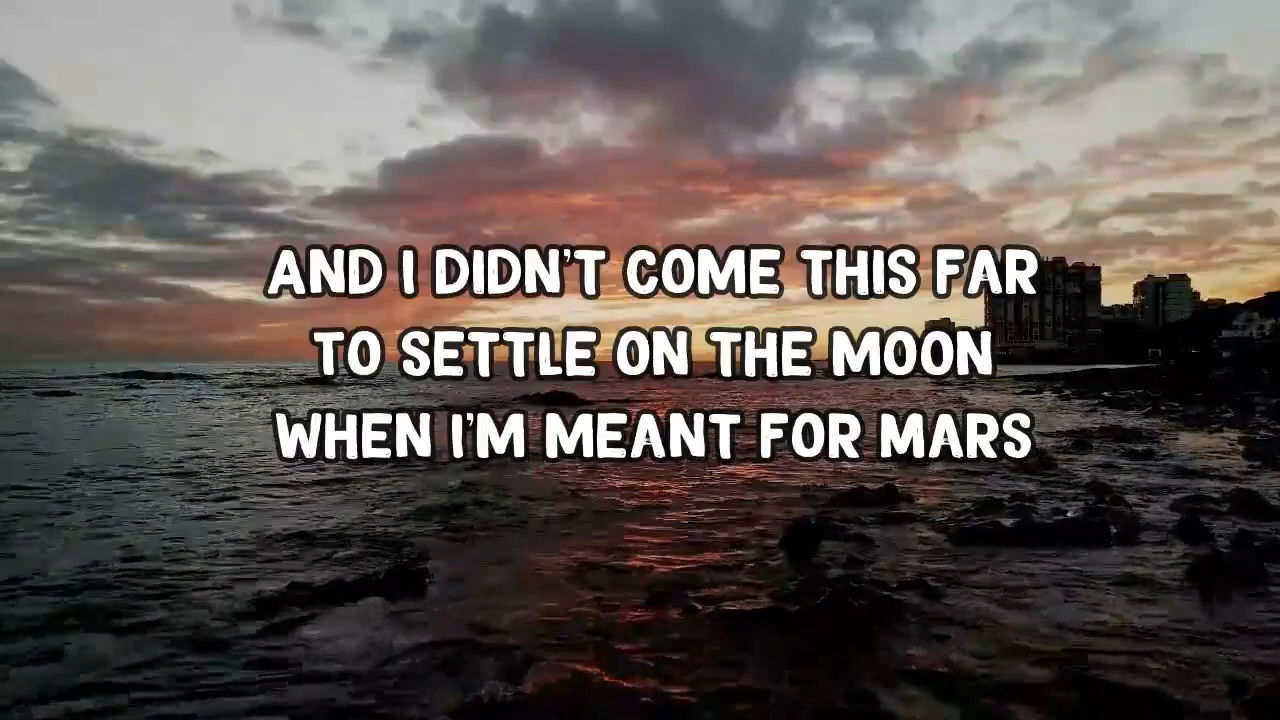 AND I DIDN'T COME THIS FAR
TO SETTLE ON THE MOON
WHEN I'M MEANT FOR MARS